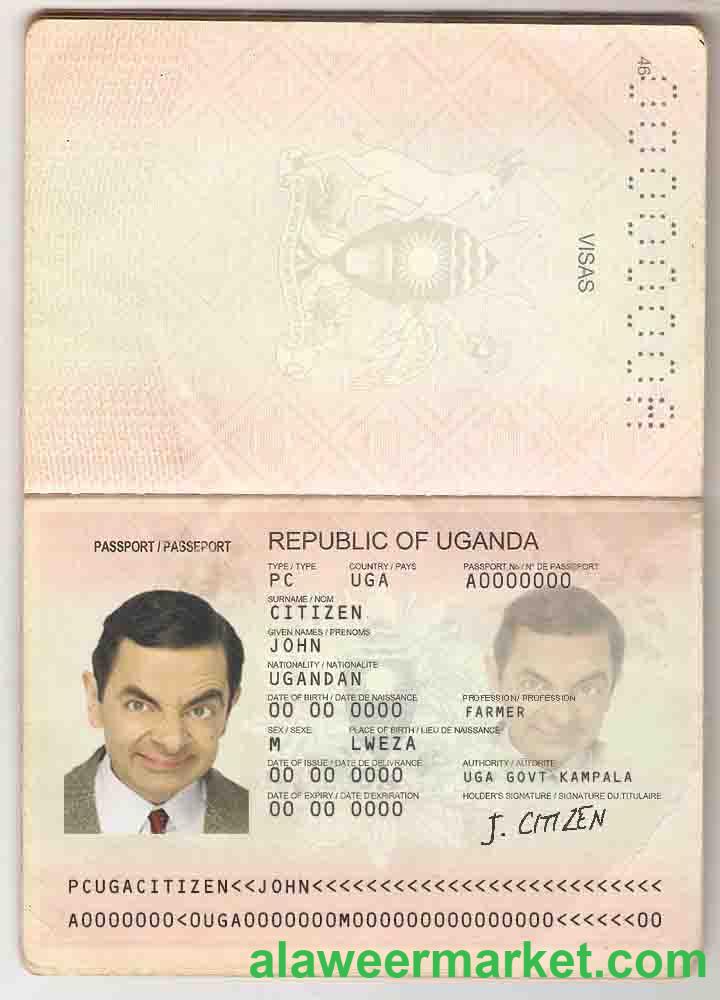 46
VISAS
PASSPORT / PASSEPORT
REPUBLIC OF UGANDA
TYPE / TYPE COUNTRY / PAYS PASSPORT No / N° DE PASSEPORT
PC UGA A0000000
SURNAME / NOM
CITIZEN
GIVEN NAMES / PRENOMS
JOHN
NATIONALITY / NATIONALITE
UGANDAN
DATE OF BIRTH / DATE DE NAISSANCE PROFESSION / PROFESSION
00 00 0000 FARMER
SEX / SEXE PLACE OF BIRTH / LIEU DE NAISSANCE
M LWEZA
DATE OF ISSUE / DATE DE DELIVRANCE AUTHORITY / AUTORITE
00 00 0000 UGA GOVT KAMPALA
DATE OF EXPIRY / DATE D'EXPIRATION HOLDER'S SIGNATURE / SIGNATURE DU TITULAIRE
00 00 0000 J. CITIZEN
PCUGACITIZEN<<JOHN<<<<<<<<<<<<<<<<<<<<<<<<<<
A0000000<0UGA0000000M000000000000000<<<<<<00
alaweermarket.com